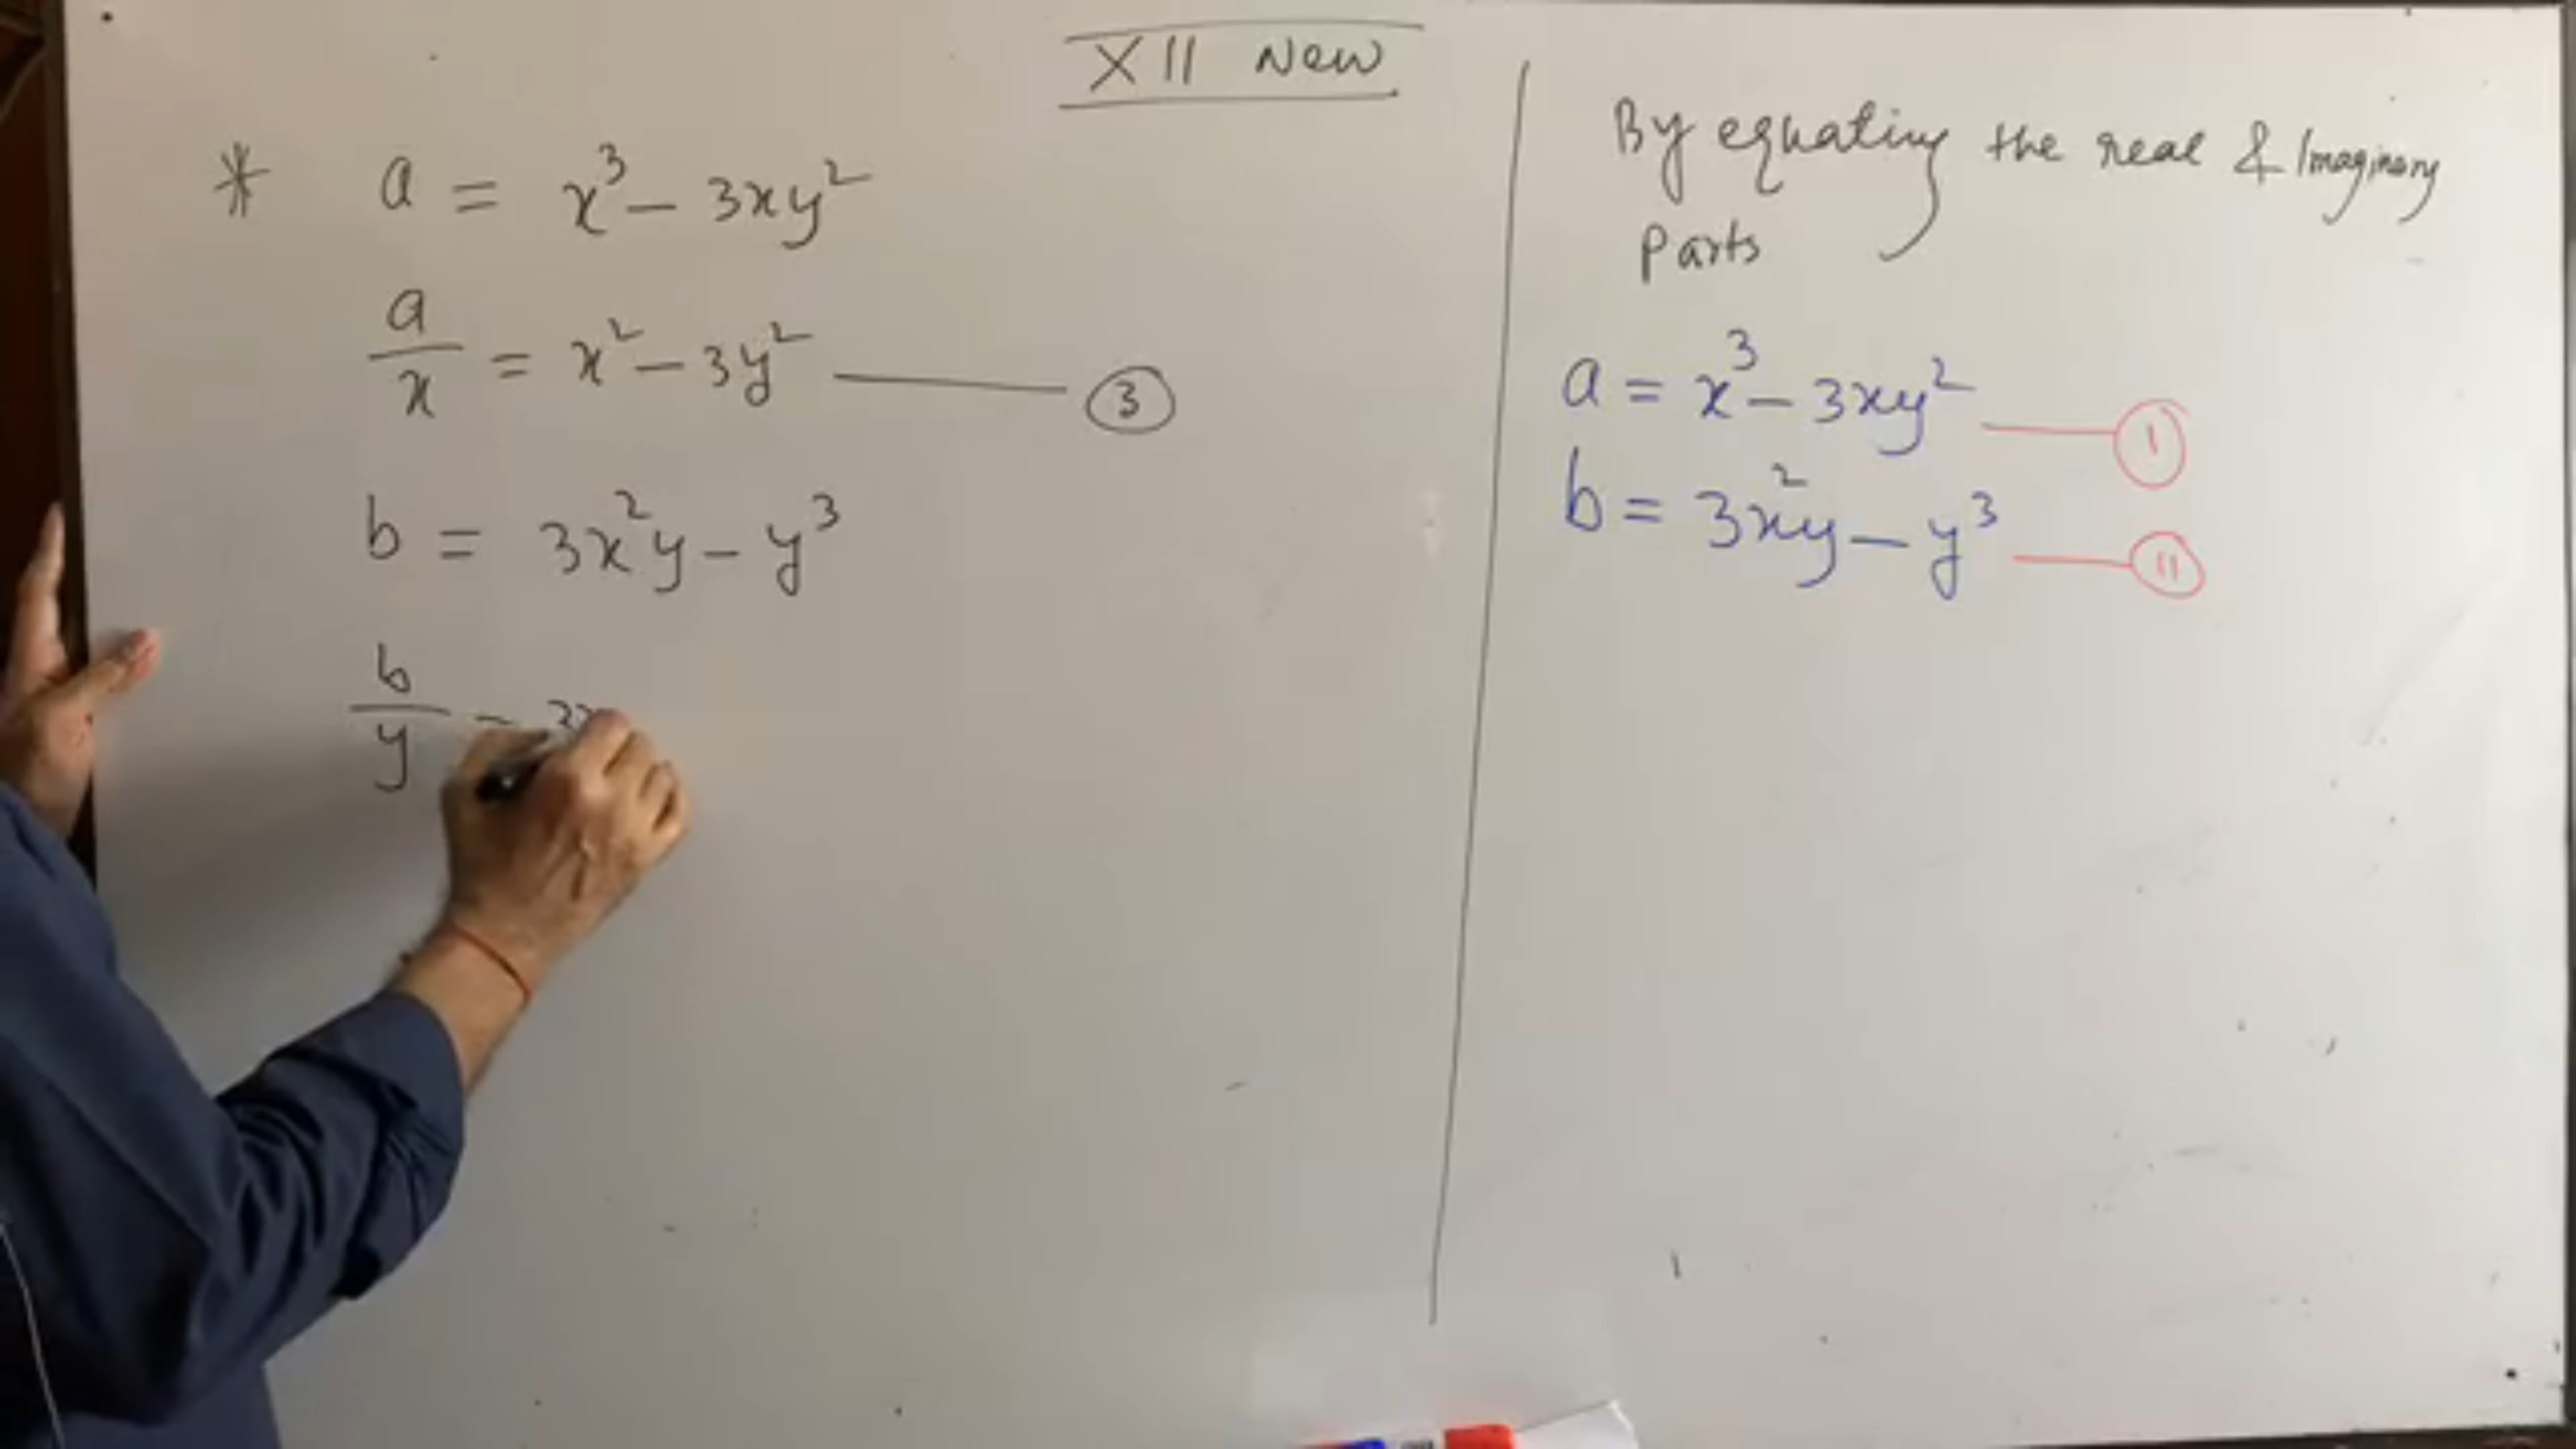 XII New
* a = x³ – 3xy²
a/x = x² – 3y² —— ③
b = 3x²y – y³
b/y = 3x
By equating the real & Imaginary
Parts
a = x³ – 3xy² —— Ⓘ
b = 3x²y – y³ —— (II)